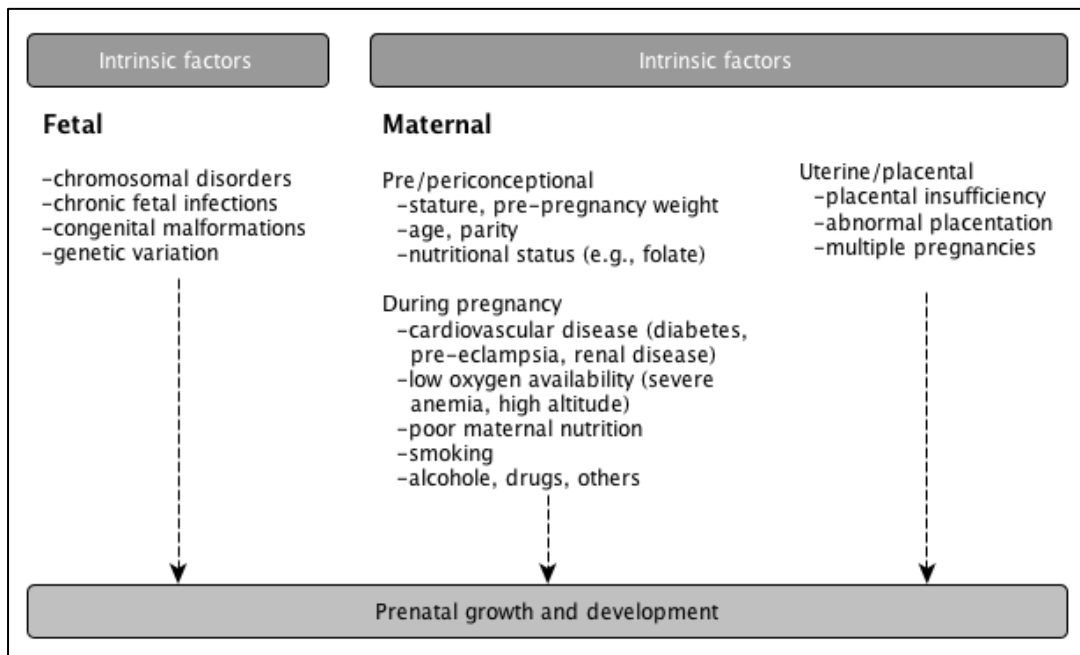 Intrinsic factors
Intrinsic factors
Fetal
-chromosomal disorders
-chronic fetal infections
-congenital malformations
-genetic variation
Maternal
Pre/periconceptional
-stature, pre-pregnancy weight
-age, parity
-nutritional status (e.g., folate)
During pregnancy
-cardiovascular disease (diabetes,
pre-eclampsia, renal disease)
-low oxygen availability (severe
anemia, high altitude)
-poor maternal nutrition
-smoking
-alcohole, drugs, others
Uterine/placental
-placental insufficiency
-abnormal placentation
-multiple pregnancies
Prenatal growth and development